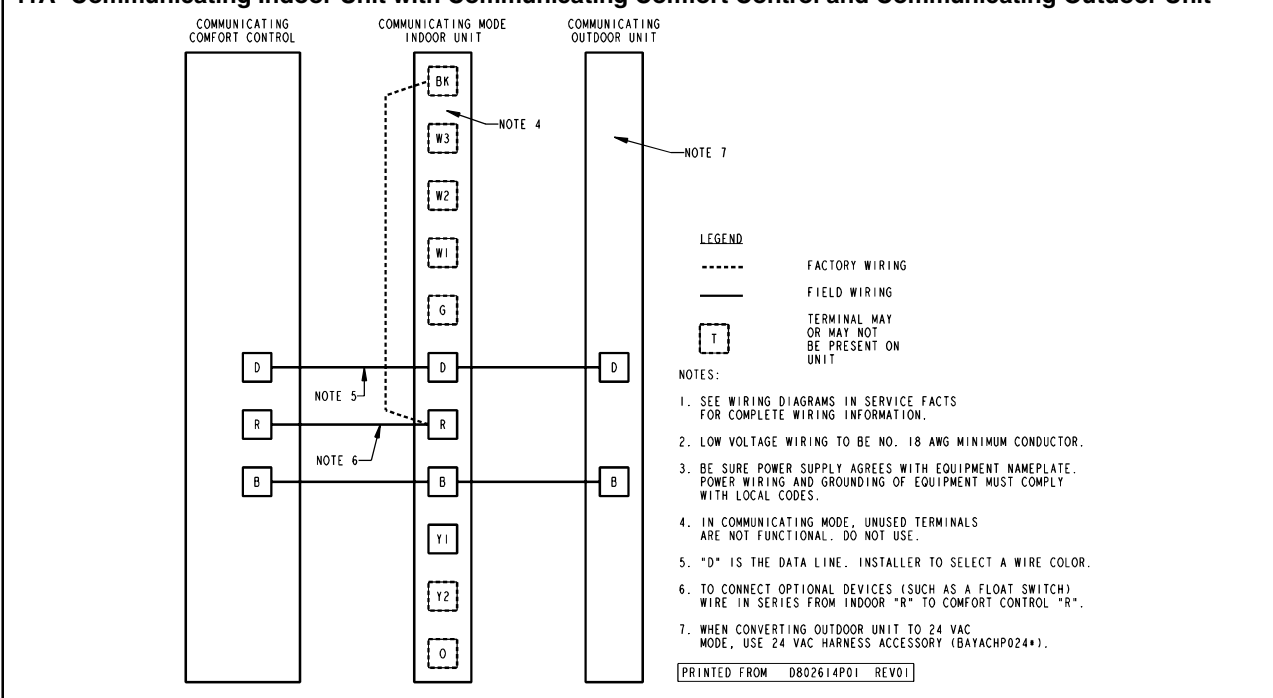 11A Communicating Indoor Unit with Communicating Comfort Control and Communicating Outdoor Unit
COMMUNICATING
COMFORT CONTROL
COMMUNICATING MODE
INDOOR UNIT
COMMUNICATING
OUTDOOR UNIT
BK
NOTE 4
W3
NOTE 7
W2
W1
G
D
D
D
NOTE 5
R
R
NOTE 6
B
B
B
Y1
Y2
O
LEGEND
FACTORY WIRING
FIELD WIRING
T
TERMINAL MAY
OR MAY NOT
BE PRESENT ON
UNIT
NOTES:
1. SEE WIRING DIAGRAMS IN SERVICE FACTS
FOR COMPLETE WIRING INFORMATION.
2. LOW VOLTAGE WIRING TO BE NO. 18 AWG MINIMUM CONDUCTOR.
3. BE SURE POWER SUPPLY AGREES WITH EQUIPMENT NAMEPLATE.
POWER WIRING AND GROUNDING OF EQUIPMENT MUST COMPLY
WITH LOCAL CODES.
4. IN COMMUNICATING MODE, UNUSED TERMINALS
ARE NOT FUNCTIONAL. DO NOT USE.
5. "D" IS THE DATA LINE. INSTALLER TO SELECT A WIRE COLOR.
6. TO CONNECT OPTIONAL DEVICES (SUCH AS A FLOAT SWITCH)
WIRE IN SERIES FROM INDOOR "R" TO COMFORT CONTROL "R".
7. WHEN CONVERTING OUTDOOR UNIT TO 24 VAC
MODE, USE 24 VAC HARNESS ACCESSORY (BAYACHP024*).
PRINTED FROM D802614P01 REV01